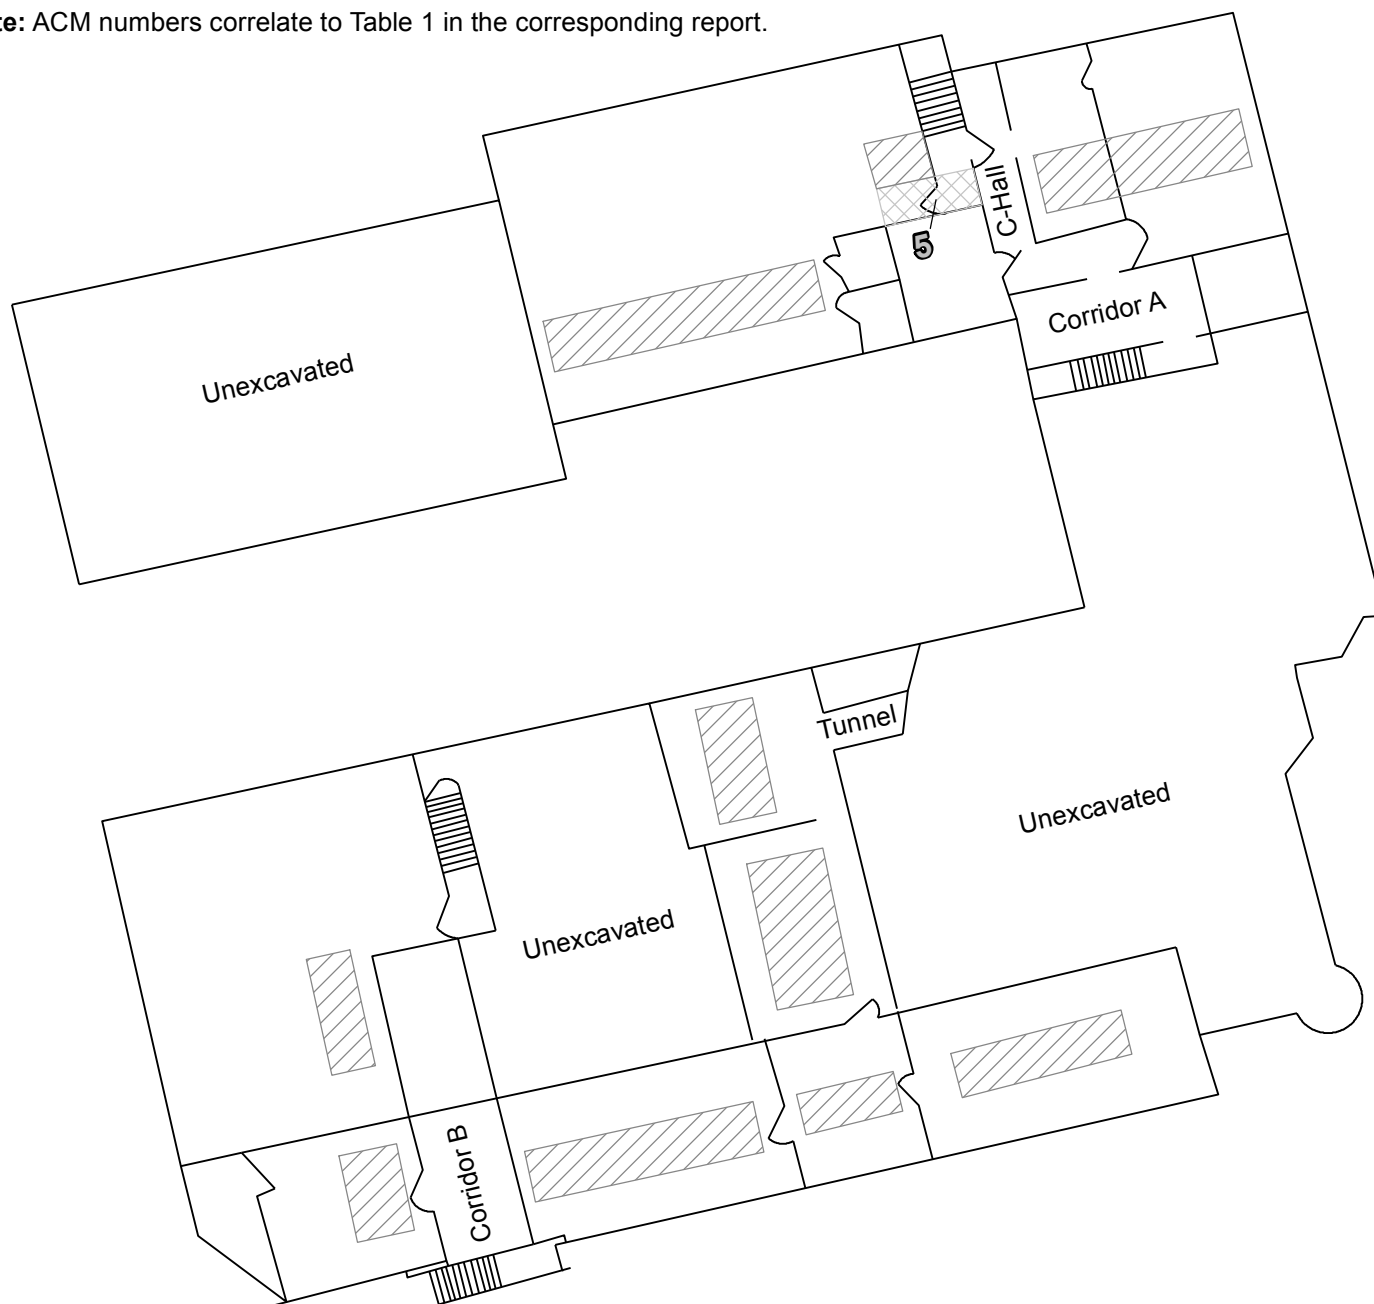 te: ACM numbers correlate to Table 1 in the corresponding report.
C-Hall
5
Corridor A
Unexcavated
Tunnel
Unexcavated
Unexcavated
Corridor B